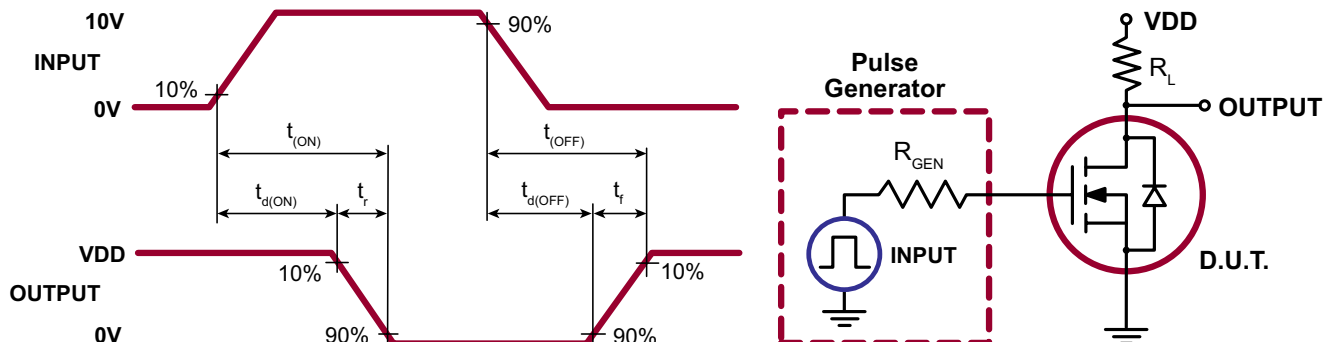 10V
INPUT
0V
10%
90%
t(ON)
t(OFF)
td(ON)
tr
td(OFF)
tf
VDD
OUTPUT
0V
10%
90%
90%
10%
Pulse
Generator
RGEN
INPUT
VDD
RL
OUTPUT
D.U.T.